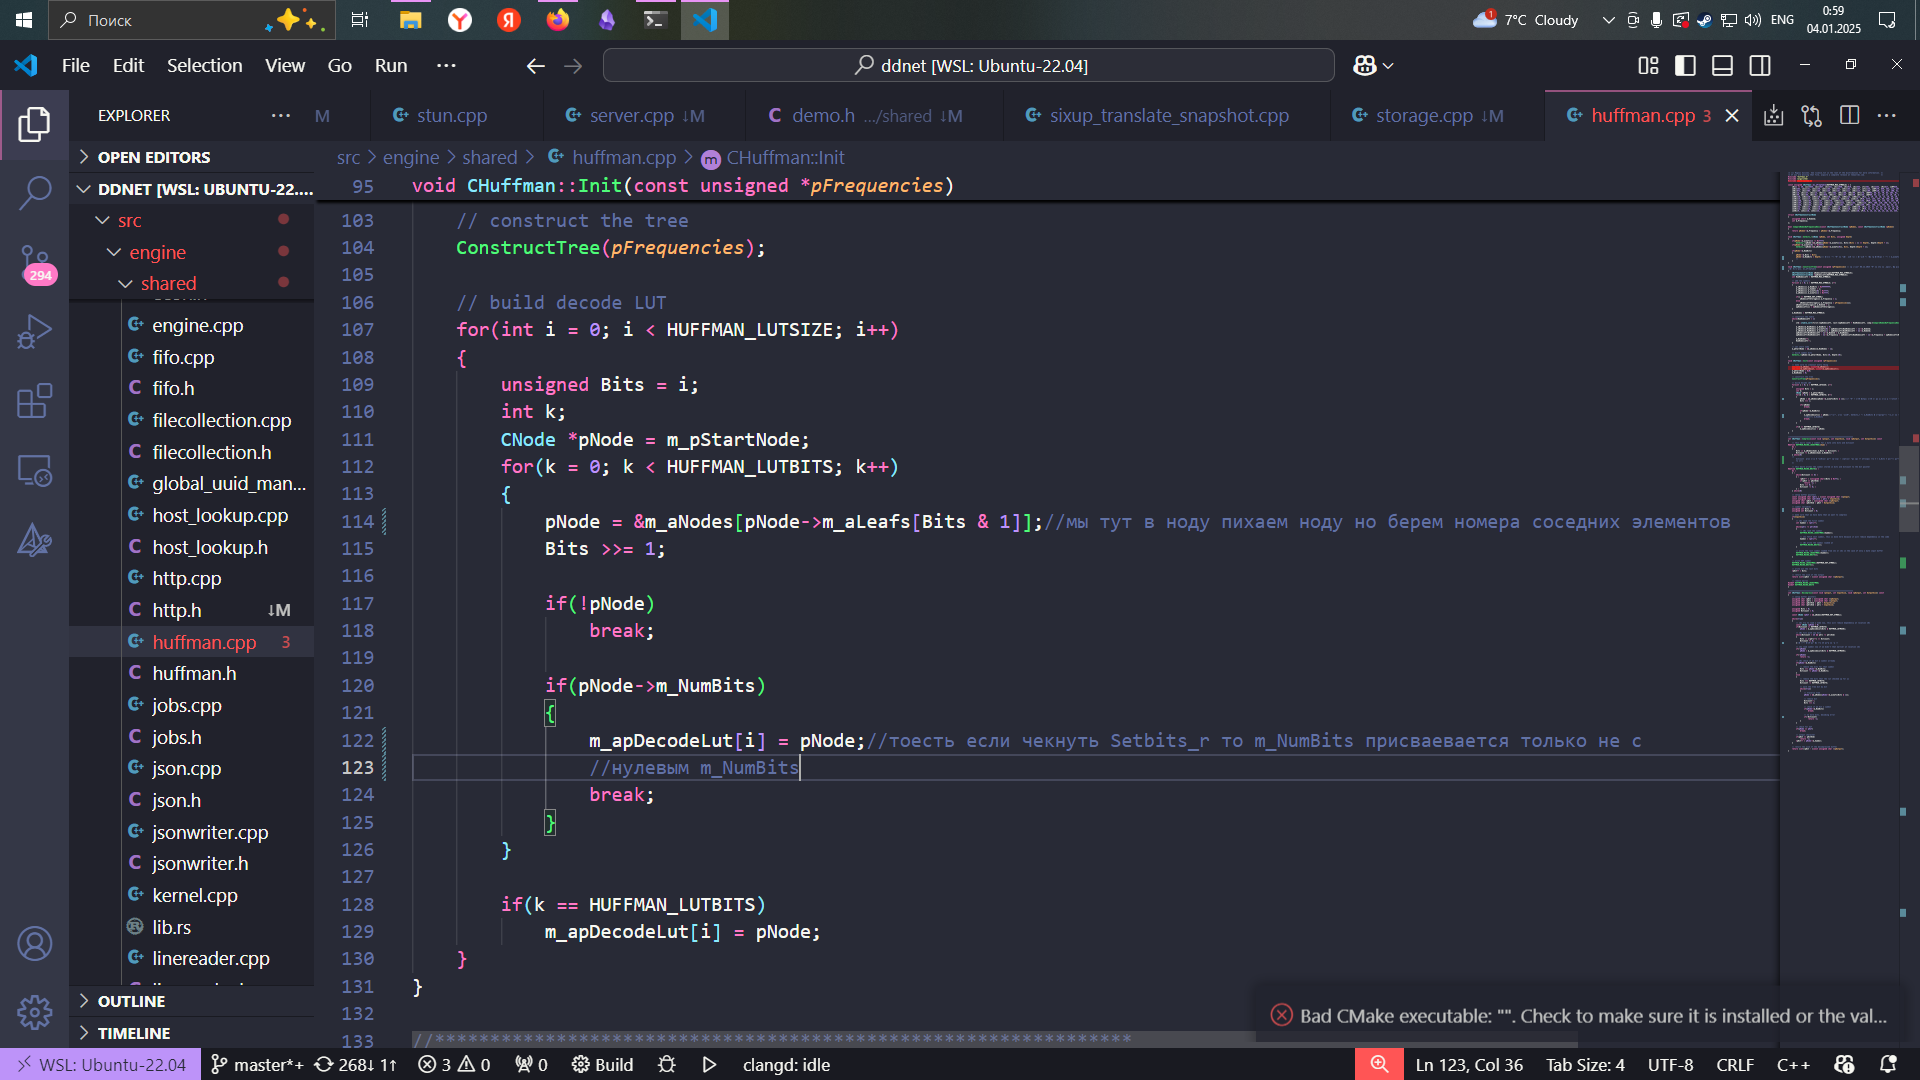 Поиск
7°C Cloudy
ENG
0:59
04.01.2025
File Edit Selection View Go Run ···
ddnet [WSL: Ubuntu-22.04]
EXPLORER ···
M
stun.cpp
server.cpp ↓M
demo.h .../shared ↓M
sixup_translate_snapshot.cpp
storage.cpp ↓M
huffman.cpp 3
OPEN EDITORS
DDNET [WSL: UBUNTU-22....
src
engine
shared
engine.cpp
fifo.cpp
fifo.h
filecollection.cpp
filecollection.h
global_uuid_man...
host_lookup.cpp
host_lookup.h
http.cpp
http.h ↓M
huffman.cpp 3
huffman.h
jobs.cpp
jobs.h
json.cpp
json.h
jsonwriter.cpp
jsonwriter.h
kernel.cpp
lib.rs
linereader.cpp
OUTLINE
TIMELINE
294
src > engine > shared > huffman.cpp > CHuffman::Init
95 void CHuffman::Init(const unsigned *pFrequencies)
103 // construct the tree
104 ConstructTree(pFrequencies);
105
106 // build decode LUT
107 for(int i = 0; i < HUFFMAN_LUTSIZE; i++)
108 {
109 unsigned Bits = i;
110 int k;
111 CNode *pNode = m_pStartNode;
112 for(k = 0; k < HUFFMAN_LUTBITS; k++)
113 {
114 pNode = &m_aNodes[pNode->m_aLeafs[Bits & 1]];//мы тут в ноду пихаем ноду но берем номера соседних элементов
115 Bits >>= 1;
116
117 if(!pNode)
118 break;
119
120 if(pNode->m_NumBits)
121 {
122 m_apDecodeLut[i] = pNode;//тоесть если чекнуть Setbits_r то m_NumBits присваевается только не с
123 //нулевым m_NumBits
124 break;
125 }
126 }
127
128 if(k == HUFFMAN_LUTBITS)
129 m_apDecodeLut[i] = pNode;
130 }
131 }
132
133 //***************************************************************
Bad CMake executable: "". Check to make sure it is installed or the val...
WSL: Ubuntu-22.04
master*+
268↓ 1↑
3
0
0
Build
clangd: idle
Ln 123, Col 36
Tab Size: 4
UTF-8
CRLF
C++